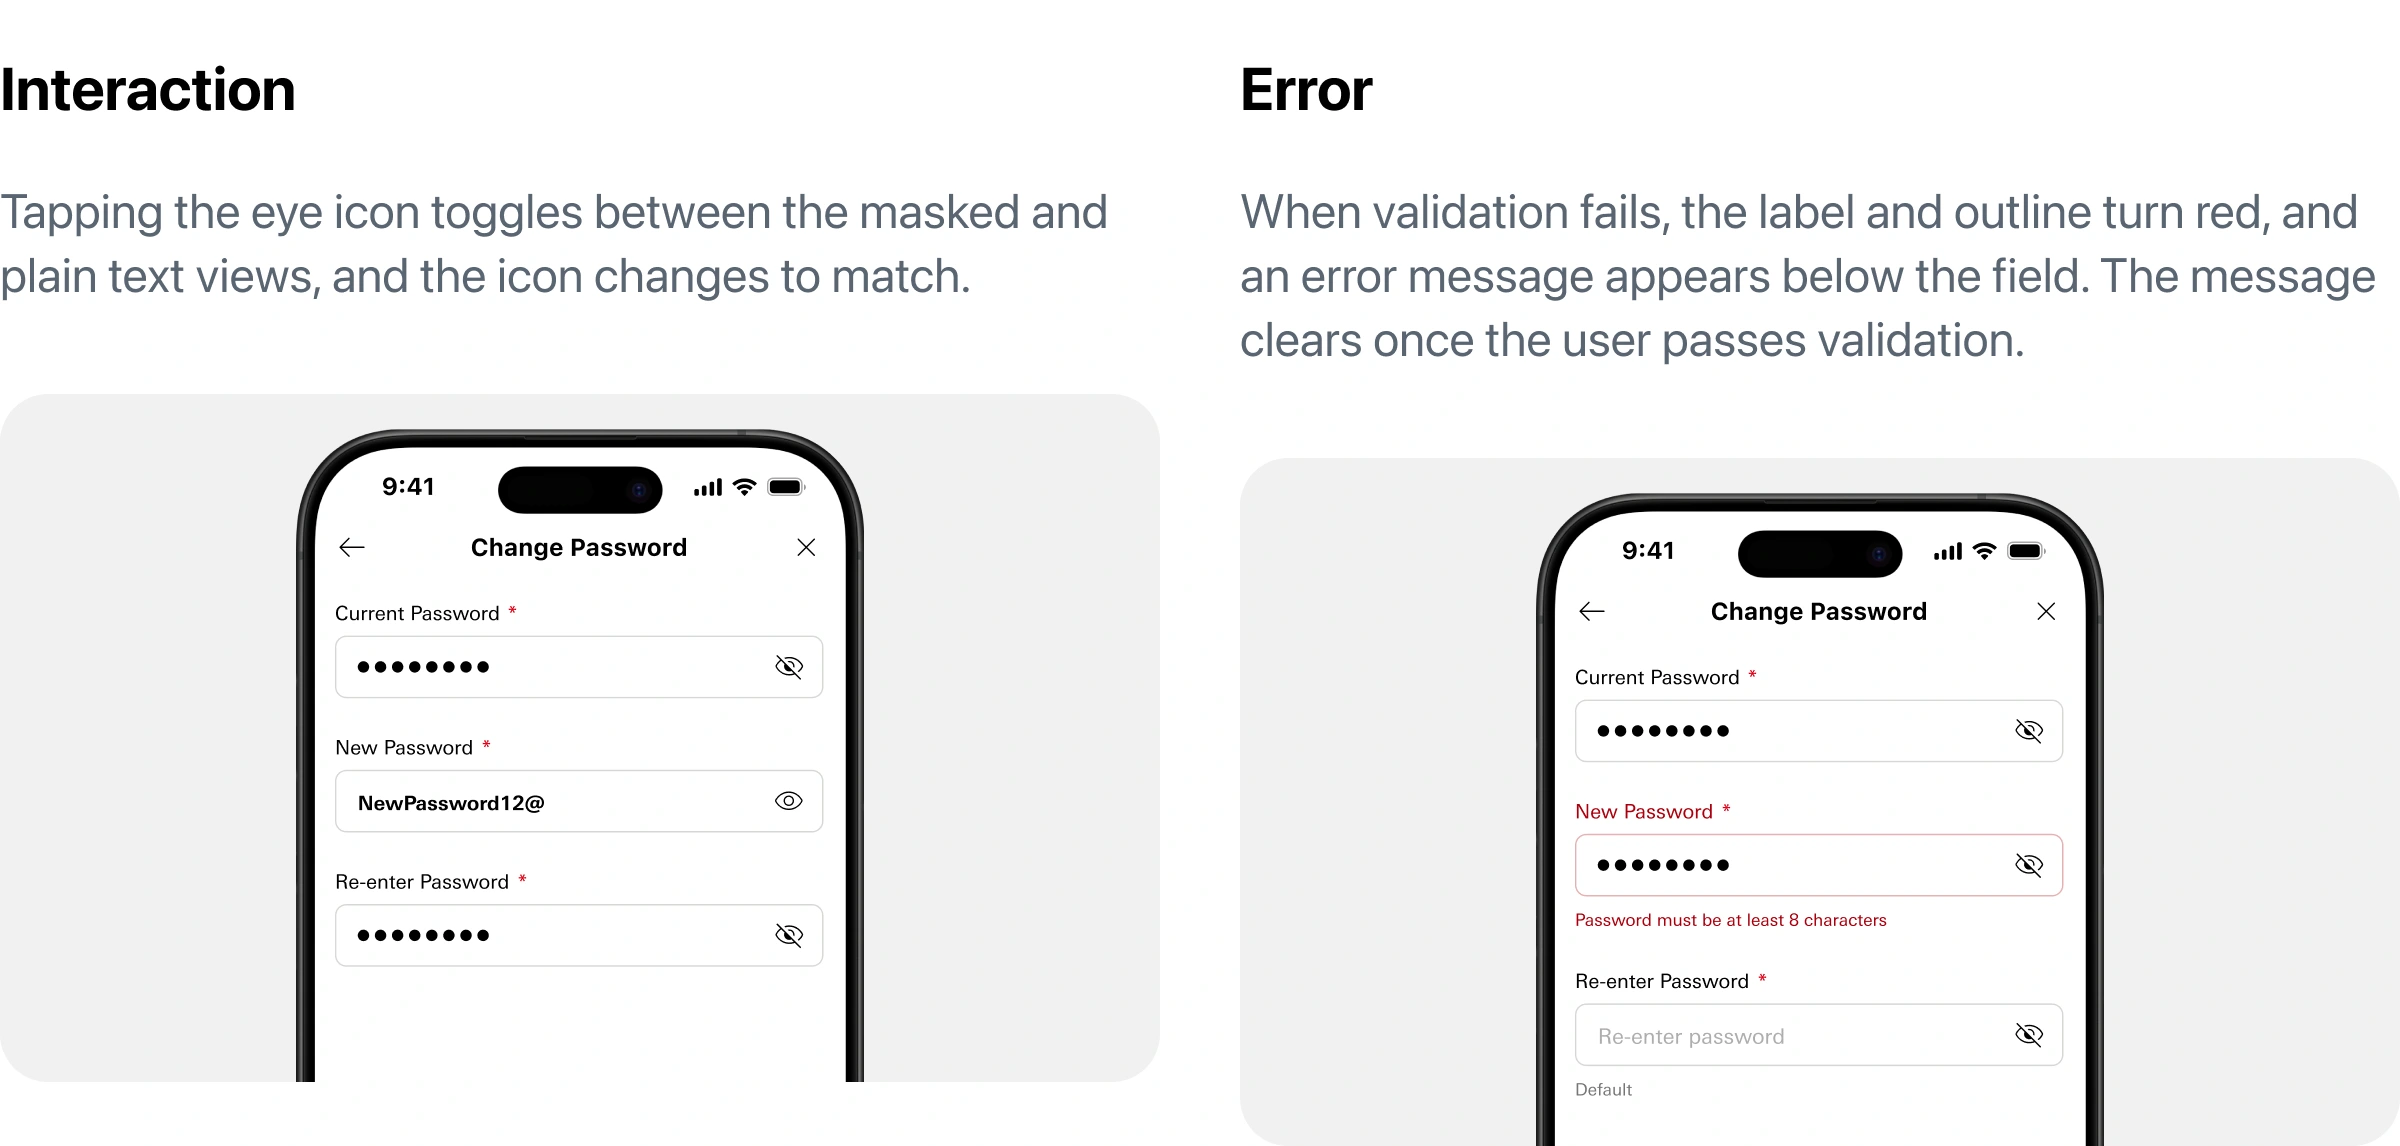 Interaction
Tapping the eye icon toggles between the masked and
plain text views, and the icon changes to match.
9:41
Change Password
Current Password *
••••••••
New Password *
NewPassword12@
Re-enter Password *
••••••••
Error
When validation fails, the label and outline turn red, and
an error message appears below the field. The message
clears once the user passes validation.
9:41
Change Password
Current Password *
••••••••
New Password *
••••••••
Password must be at least 8 characters
Re-enter Password *
Re-enter password
Default